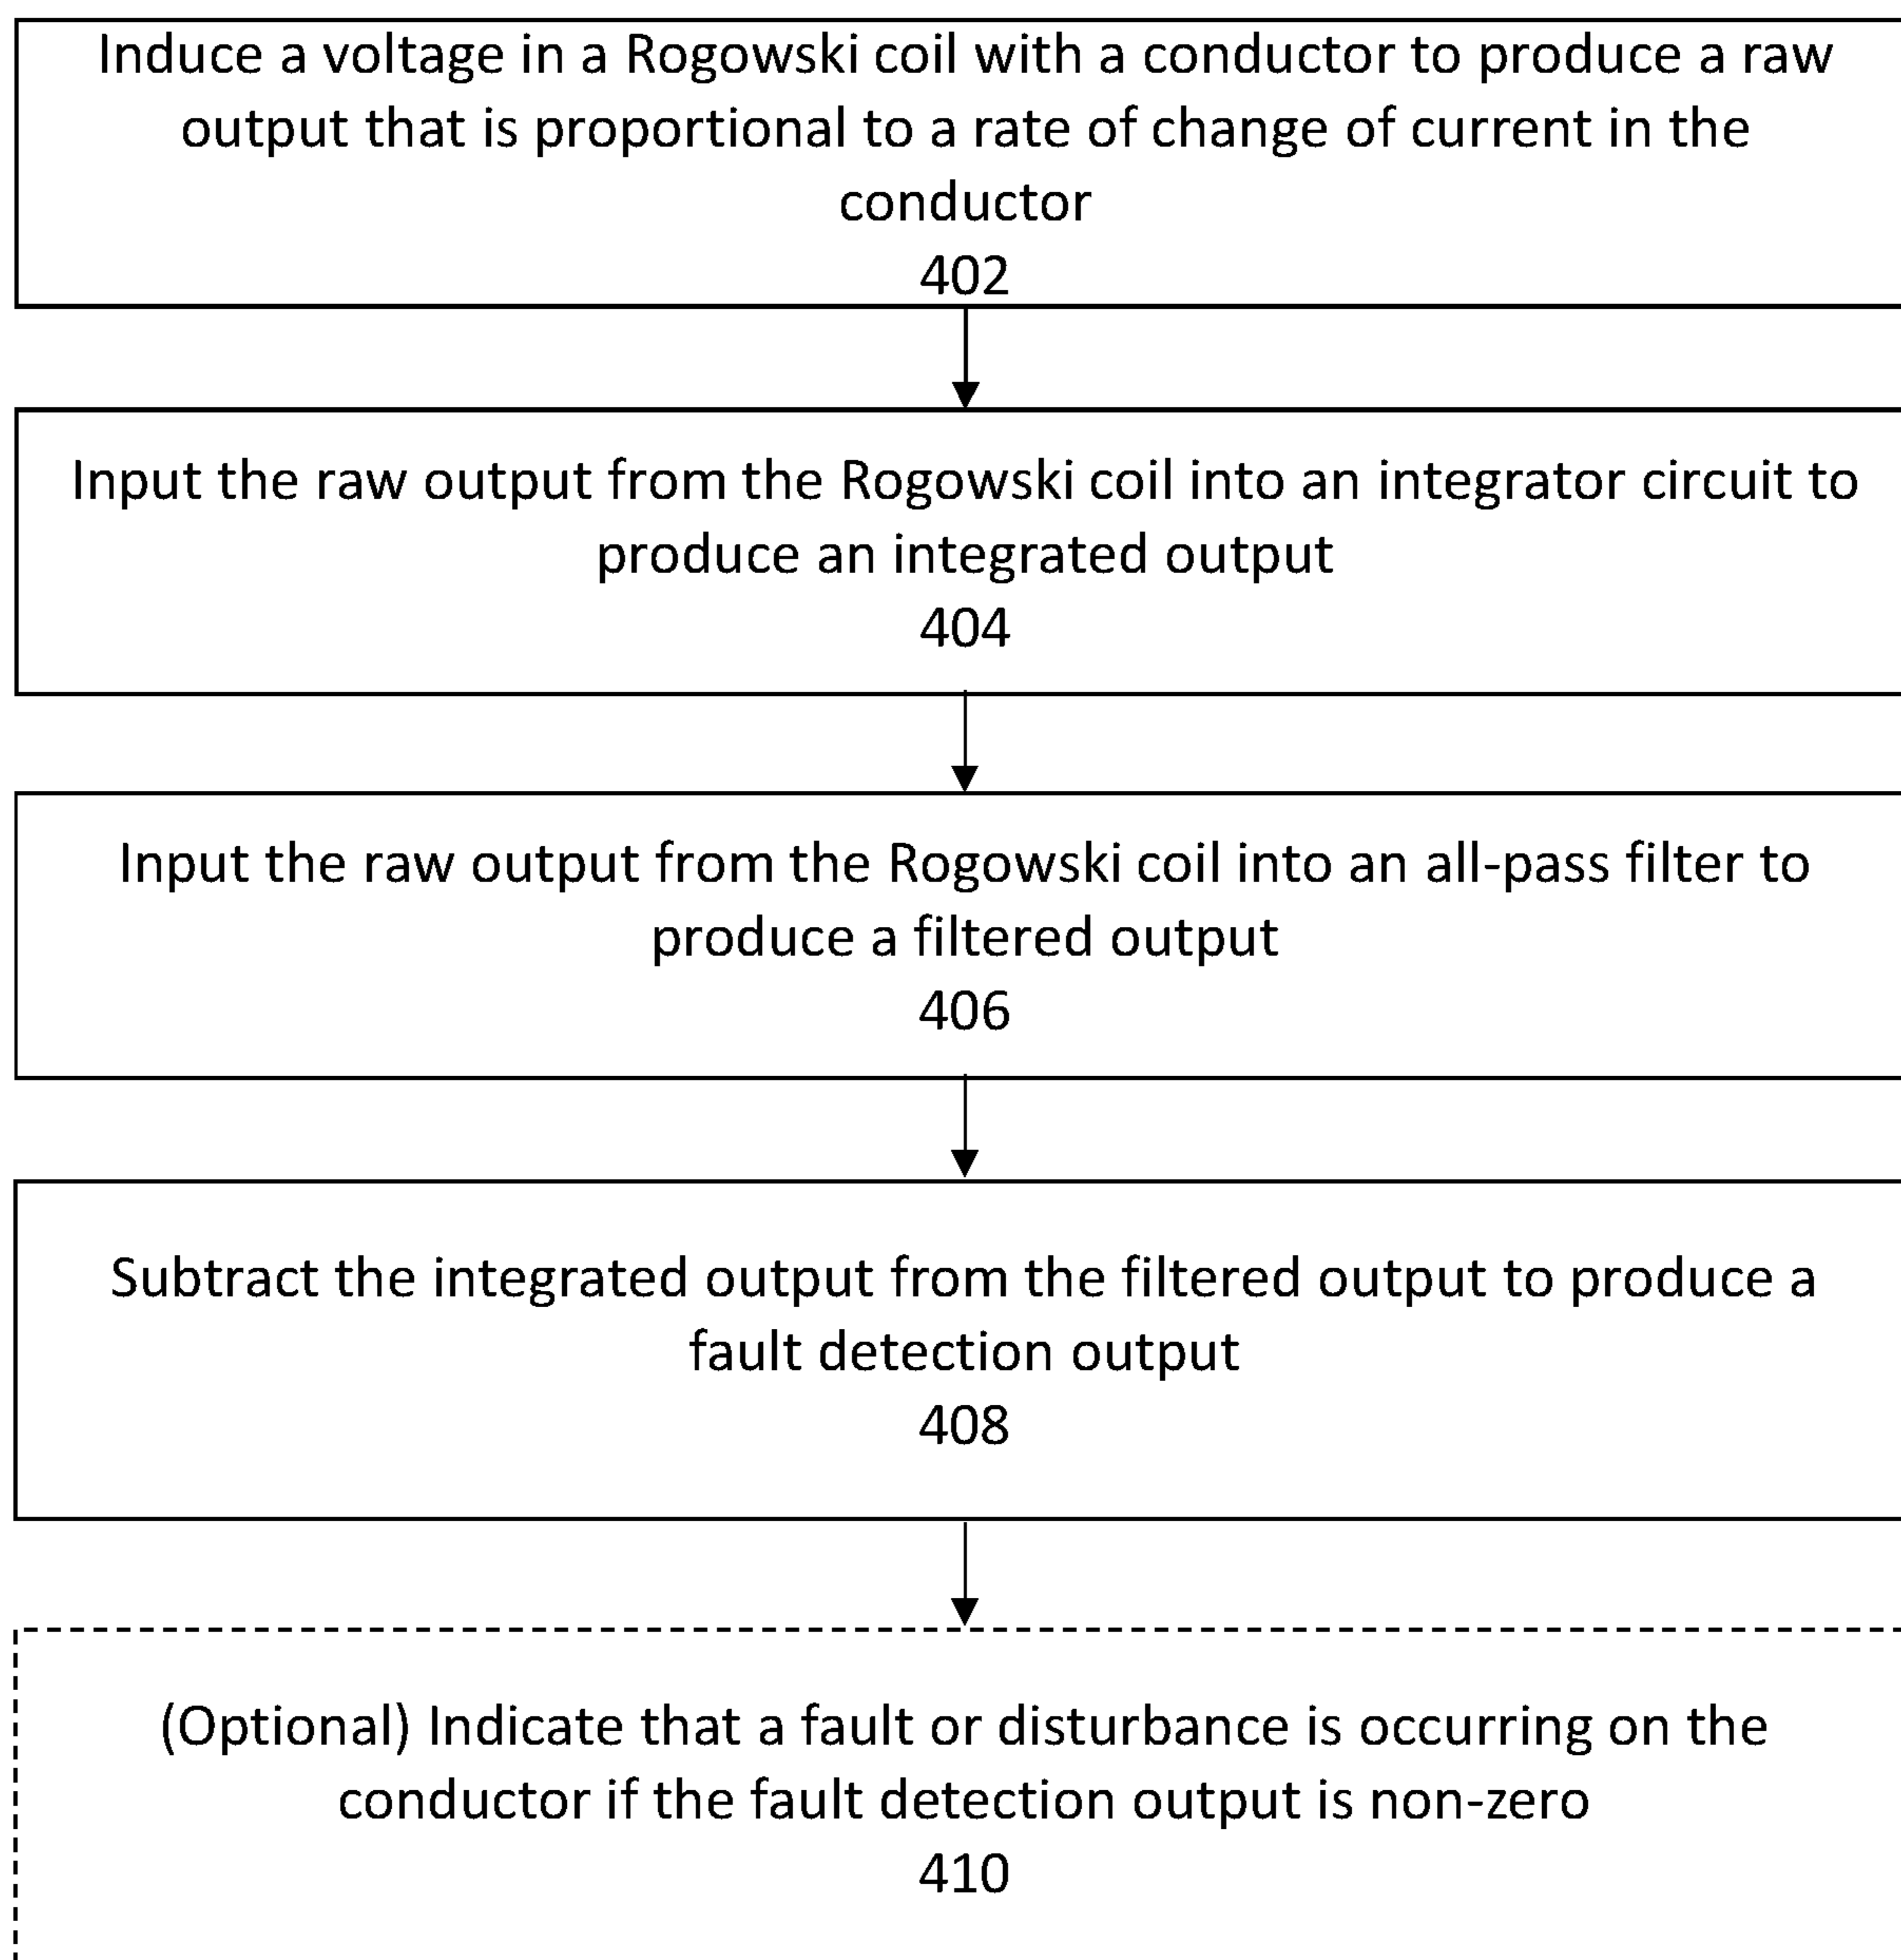 Induce a voltage in a Rogowski coil with a conductor to produce a raw
output that is proportional to a rate of change of current in the
conductor
402
Input the raw output from the Rogowski coil into an integrator circuit to
produce an integrated output
404
Input the raw output from the Rogowski coil into an all-pass filter to
produce a filtered output
406
Subtract the integrated output from the filtered output to produce a
fault detection output
408
(Optional) Indicate that a fault or disturbance is occurring on the
conductor if the fault detection output is non-zero
410